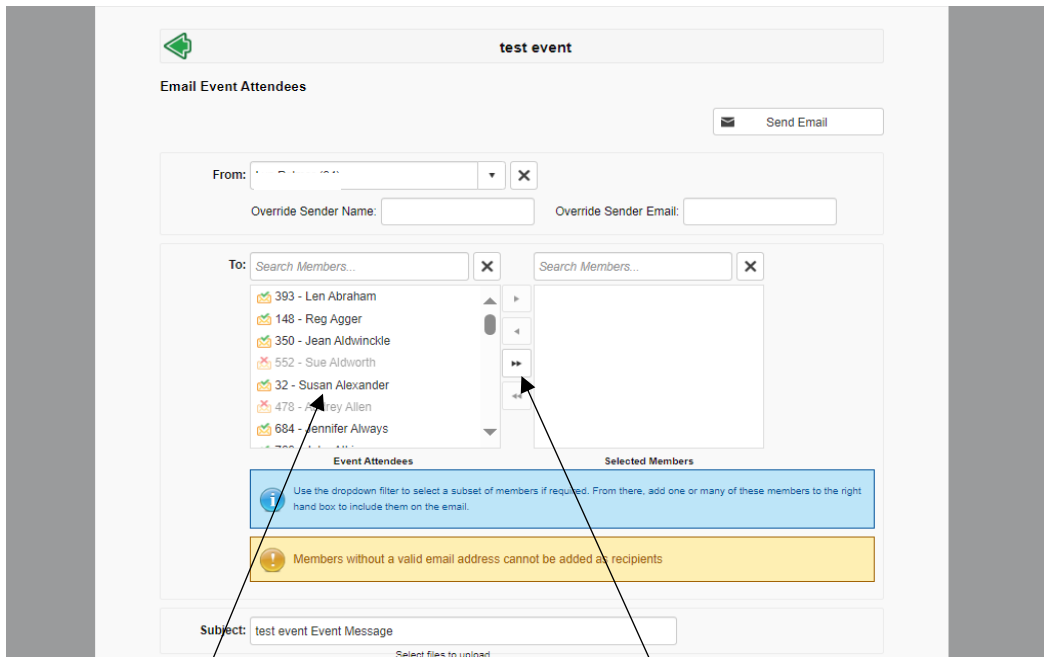 test event
Email Event Attendees
Send Email
From:
Override Sender Name: Override Sender Email:
To: Search Members... Search Members...
393 - Len Abraham
148 - Reg Agger
350 - Jean Aldwinckle
552 - Sue Aldworth
32 - Susan Alexander
478 - Allen
684 - Jennifer Always
Event Attendees Selected Members
Use the dropdown filter to select a subset of members if required. From there, add one or many of these members to the right
hand box to include them on the email.
Members without a valid email address cannot be added as recipients
Subject: test event Event Message
Select files to upload